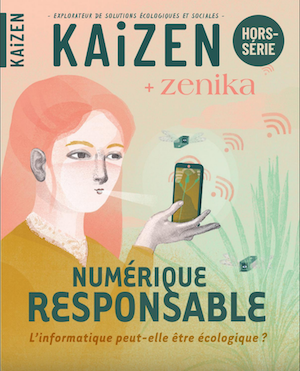 KAiZEN
- EXPLORATEUR DE SOLUTIONS ÉCOLOGIQUES ET SOCIALES -
KAiZEN
HORS-
SÉRIE
+ zenika
NUMÉRIQUE
RESPONSABLE
L'informatique peut-elle être écologique ?